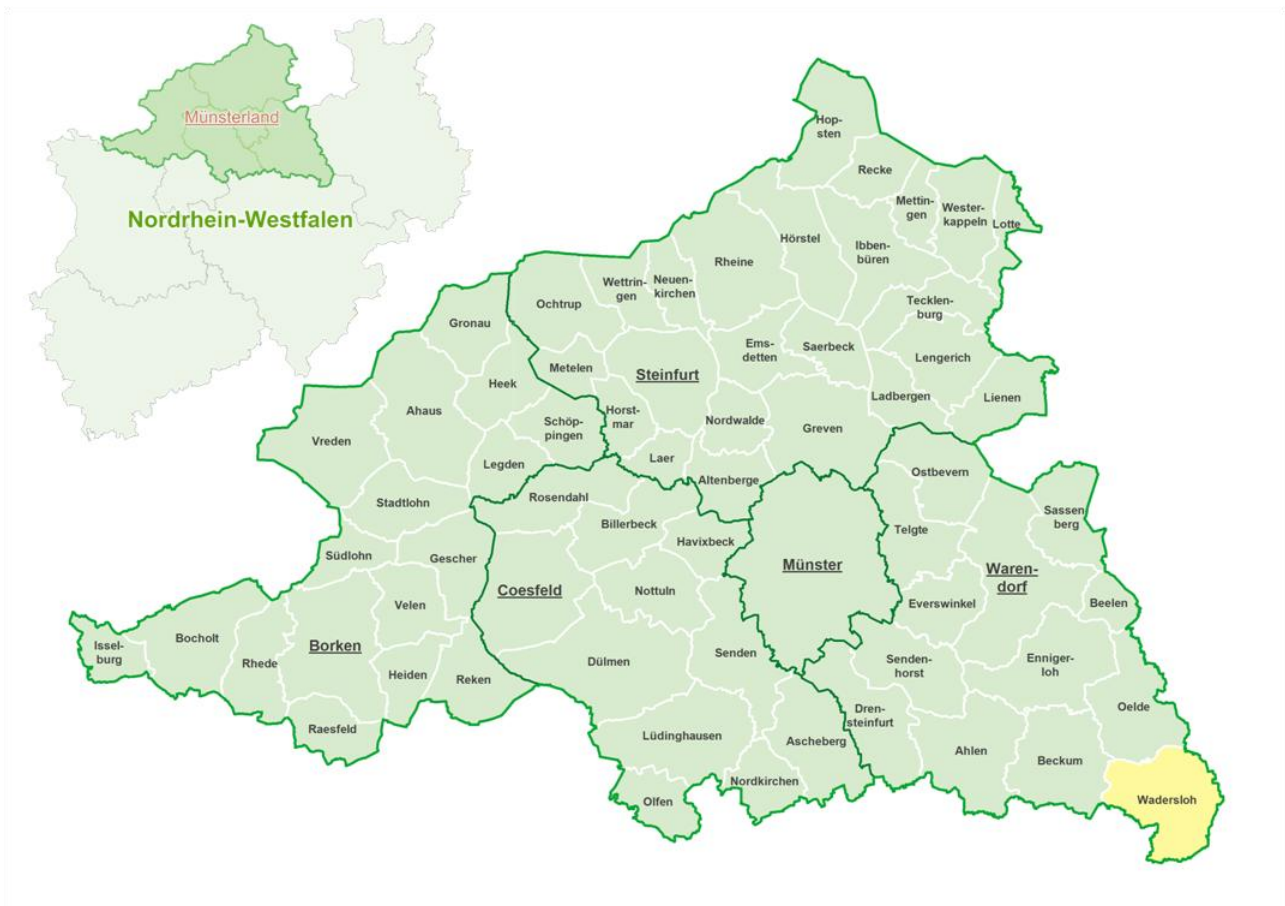 Münsterland
Nordrhein-Westfalen
Hop-
sten
Recke
Mettin-
gen
Wester-
kappeln
Lotte
Hörstel
Ibben-
büren
Rheine
Wettrin-
gen
Neuen-
kirchen
Ochtrup
Tecklen-
burg
Gronau
Ems-
detten
Saerbeck
Lengerich
Metelen
Steinfurt
Heek
Ladbergen
Lienen
Ahaus
Horst-
mar
Nordwalde
Greven
Schöp-
pingen
Vreden
Laer
Legden
Ostbevern
Altenberge
Stadtlohn
Rosendahl
Billerbeck
Sassen
berg
Telgte
Havixbeck
Südlohn
Gescher
Münster
Waren-
dorf
Coesfeld
Nottuln
Velen
Everswinkel
Beelen
Issel-
burg
Bocholt
Rhede
Borken
Heiden
Reken
Dülmen
Senden
Senden-
horst
Enniger-
loh
Oelde
Raesfeld
Lüdinghausen
Ascheberg
Dren-
steinfurt
Ahlen
Beckum
Nordkirchen
Olfen
Wadersloh